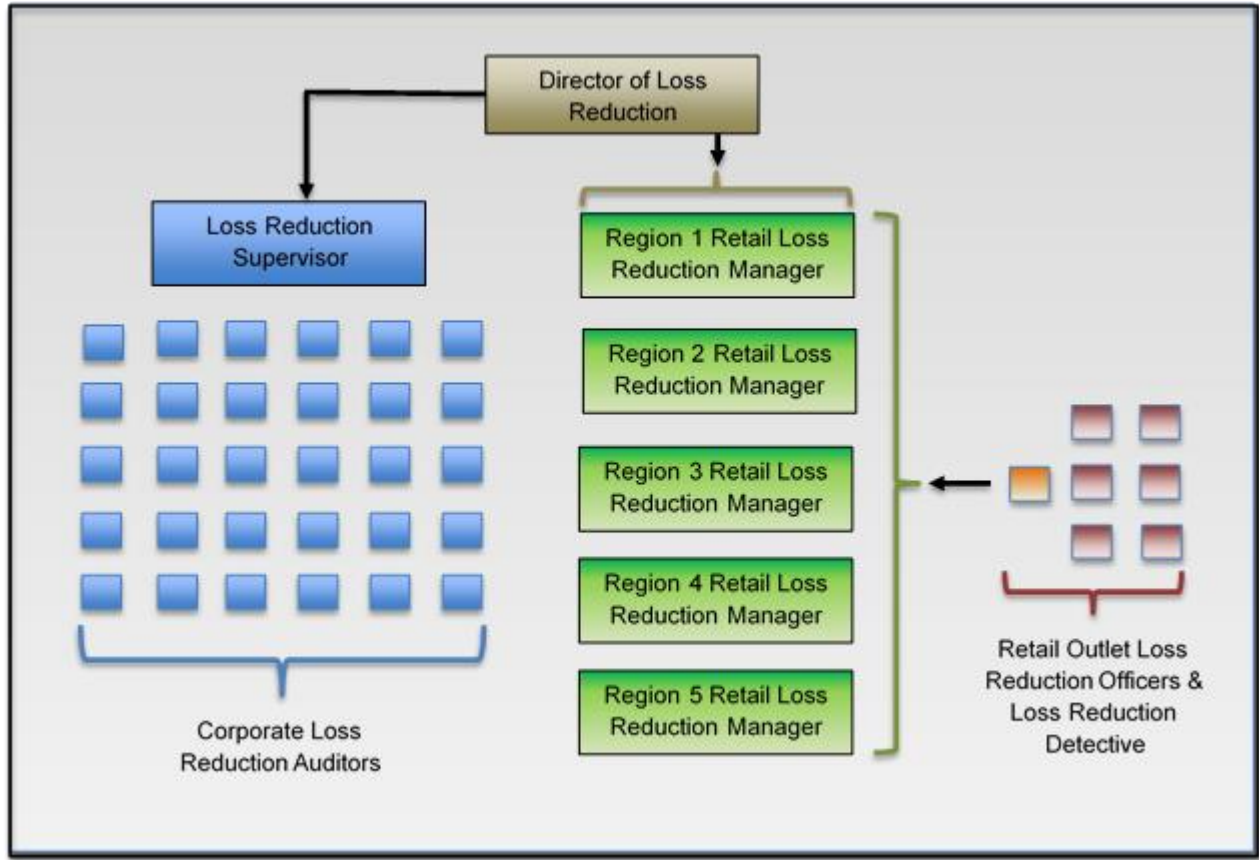 Director of Loss
Reduction
Loss Reduction
Supervisor
Region 1 Retail Loss
Reduction Manager
Region 2 Retail Loss
Reduction Manager
Region 3 Retail Loss
Reduction Manager
Region 4 Retail Loss
Reduction Manager
Region 5 Retail Loss
Reduction Manager
Corporate Loss
Reduction Auditors
Retail Outlet Loss
Reduction Officers &
Loss Reduction
Detective